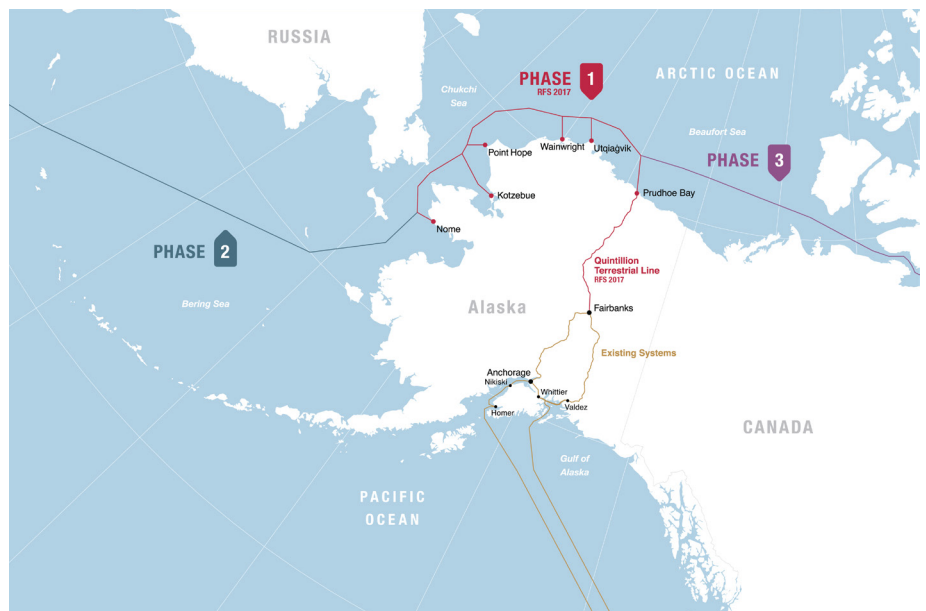 RUSSIA
PHASE 1
RFS 2017
ARCTIC OCEAN
Chukchi
Sea
Beaufort Sea
PHASE 3
Point Hope
Wainwright
Utqiaġvik
Kotzebue
Prudhoe Bay
Nome
PHASE 2
Quintillion
Terrestrial Line
RFS 2017
Bering Sea
Alaska
Fairbanks
Existing Systems
Anchorage
Nikiski
Whittier
Valdez
Homer
CANADA
Gulf of
Alaska
PACIFIC
OCEAN